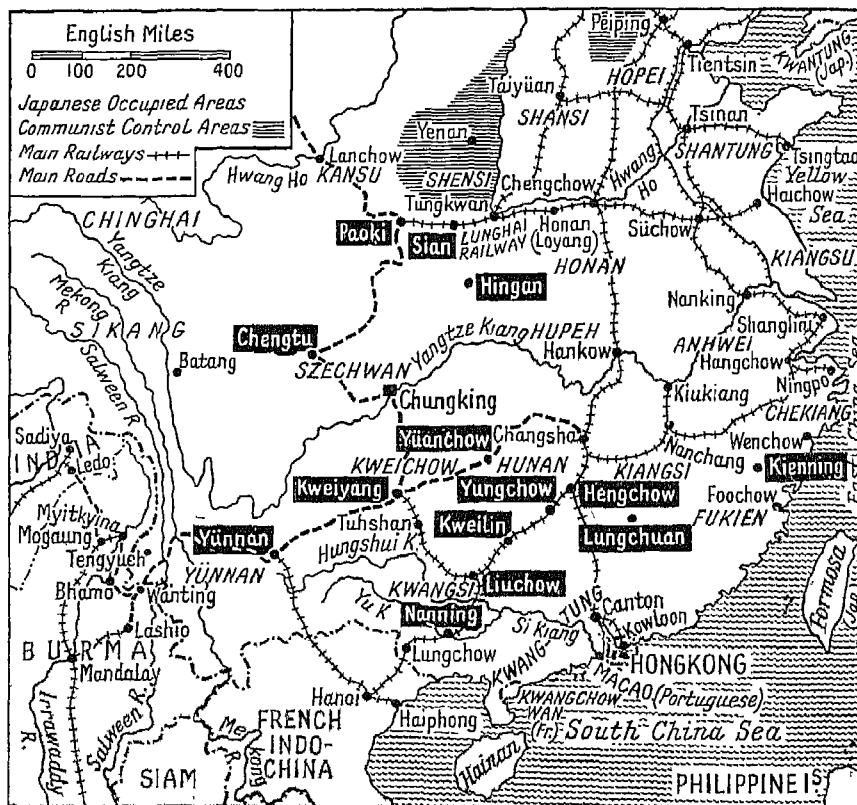 English Miles
0 100 200 400
Japanese Occupied Areas
Communist Control Areas
Main Railways
Main Roads
Peiping
Tientsin
KWANTUNG
(Jap.)
HOPEI
Taiyüan
SHANSI
Tsinan
SHANTUNG
Tsingtao
Yellow
Sea
Yenan
SHENSI
Lanchow
Hwang Ho
KANSU
Chengchow
Hwang
Ho
Haichow
Tungkwan
CHINGHAI
Paoki
Sian
LUNGHAI
RAILWAY
Honan
(Loyang)
Süchow
HONAN
KIANGSU
Yangtze
Kiang
Hingan
Nanking
Mekong
R
SIKANG
Salween R
Shanghai
Chengtu
SZECHWAN
Yangtze Kiang
HUPEH
Hankow
ANHWEI
Hangchow
Ningpo
Batang
Chungking
Kiukiang
CHEKIANG
Yüanchow
Changsha
Wenchow
Sadiya
INDIA
Ledo
KWEICHOW
HUNAN
KIANGSI
Nanchang
Kienning
Kweiyang
Yungchow
Hengchow
Foochow
FUKIEN
Myitkyina
Mogaung
Tuhshan
Kweilin
Lungchuan
Yünnan
Hungshui K
Tengyueh
YÜNNAN
Liuchow
KWANGSI
Bhamo
Wanting
Yu K
Nanning
Formosa
Lashio
Si Kiang
KWANG-
TUNG
Canton
Kowloon
BURMA
Mandalay
Lungchow
HONGKONG
MACAO (Portuguese)
Hanoi
Haiphong
KWANGCHOW
WAN
(Fr.)
South China Sea
Irrawaddy
R.
Salween R.
Mekong
R
FRENCH
INDO-
CHINA
Hainan
SIAM
PHILIPPINE IS